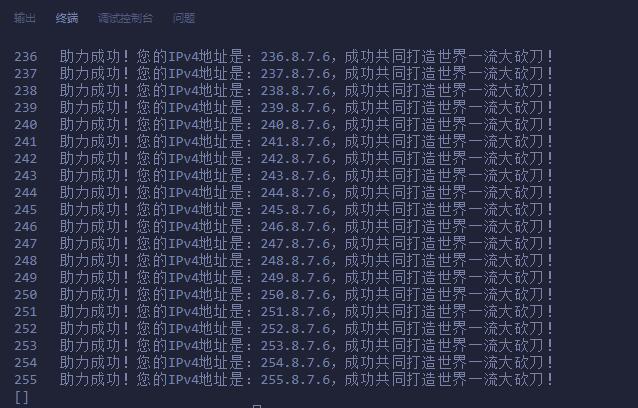 输出 终端 调试控制台 问题
236 助力成功！您的IPv4地址是：236.8.7.6，成功共同打造世界一流大砍刀！
237 助力成功！您的IPv4地址是：237.8.7.6，成功共同打造世界一流大砍刀！
238 助力成功！您的IPv4地址是：238.8.7.6，成功共同打造世界一流大砍刀！
239 助力成功！您的IPv4地址是：239.8.7.6，成功共同打造世界一流大砍刀！
240 助力成功！您的IPv4地址是：240.8.7.6，成功共同打造世界一流大砍刀！
241 助力成功！您的IPv4地址是：241.8.7.6，成功共同打造世界一流大砍刀！
242 助力成功！您的IPv4地址是：242.8.7.6，成功共同打造世界一流大砍刀！
243 助力成功！您的IPv4地址是：243.8.7.6，成功共同打造世界一流大砍刀！
244 助力成功！您的IPv4地址是：244.8.7.6，成功共同打造世界一流大砍刀！
245 助力成功！您的IPv4地址是：245.8.7.6，成功共同打造世界一流大砍刀！
246 助力成功！您的IPv4地址是：246.8.7.6，成功共同打造世界一流大砍刀！
247 助力成功！您的IPv4地址是：247.8.7.6，成功共同打造世界一流大砍刀！
248 助力成功！您的IPv4地址是：248.8.7.6，成功共同打造世界一流大砍刀！
249 助力成功！您的IPv4地址是：249.8.7.6，成功共同打造世界一流大砍刀！
250 助力成功！您的IPv4地址是：250.8.7.6，成功共同打造世界一流大砍刀！
251 助力成功！您的IPv4地址是：251.8.7.6，成功共同打造世界一流大砍刀！
252 助力成功！您的IPv4地址是：252.8.7.6，成功共同打造世界一流大砍刀！
253 助力成功！您的IPv4地址是：253.8.7.6，成功共同打造世界一流大砍刀！
254 助力成功！您的IPv4地址是：254.8.7.6，成功共同打造世界一流大砍刀！
255 助力成功！您的IPv4地址是：255.8.7.6，成功共同打造世界一流大砍刀！
[]